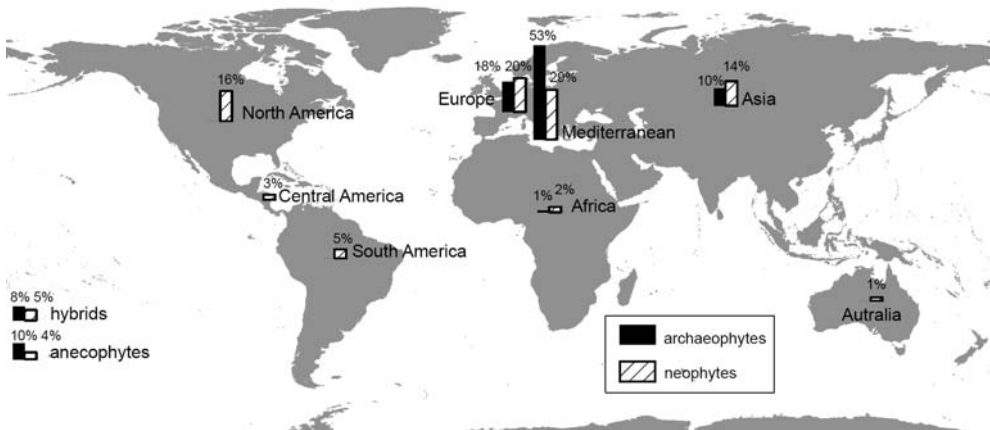 53%
18% 20%
29%
14%
10%
16%
Europe
Asia
North America
Mediterranean
3%
Central America
1% 2%
Africa
5%
South America
1%
Autralia
8% 5%
hybrids
10% 4%
anecophytes
archaeophytes
neophytes